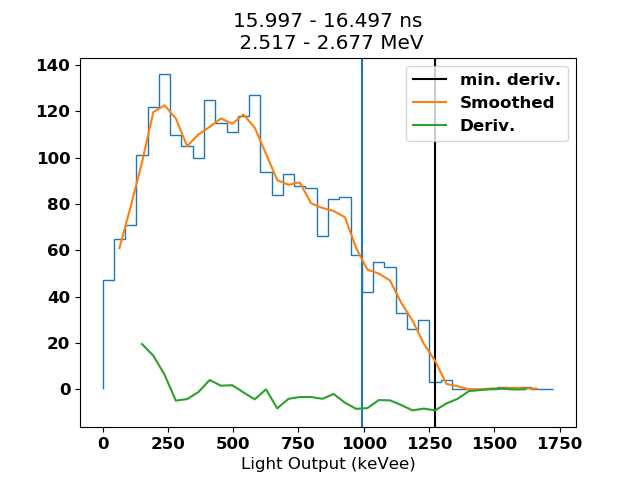 15.997 - 16.497 ns
2.517 - 2.677 MeV
min. deriv.
Smoothed
Deriv.
140
120
100
80
60
40
20
0
0 250 500 750 1000 1250 1500 1750
Light Output (keVee)